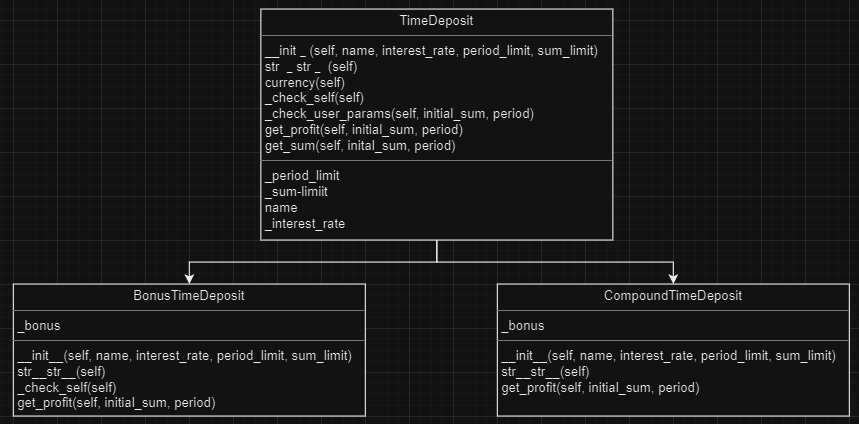 TimeDeposit
__init _ (self, name, interest_rate, period_limit, sum_limit)
str _ str _ (self)
currency(self)
_check_self(self)
_check_user_params(self, initial_sum, period)
get_profit(self, initial_sum, period)
get_sum(self, inital_sum, period)
_period_limit
_sum-limiit
name
_interest_rate
BonusTimeDeposit
_bonus
__init__(self, name, interest_rate, period_limit, sum_limit)
str__str__(self)
_check_self(self)
get_profit(self, initial_sum, period)
CompoundTimeDeposit
_bonus
__init__(self, name, interest_rate, period_limit, sum_limit)
str__str__(self)
get_profit(self, initial_sum, period)